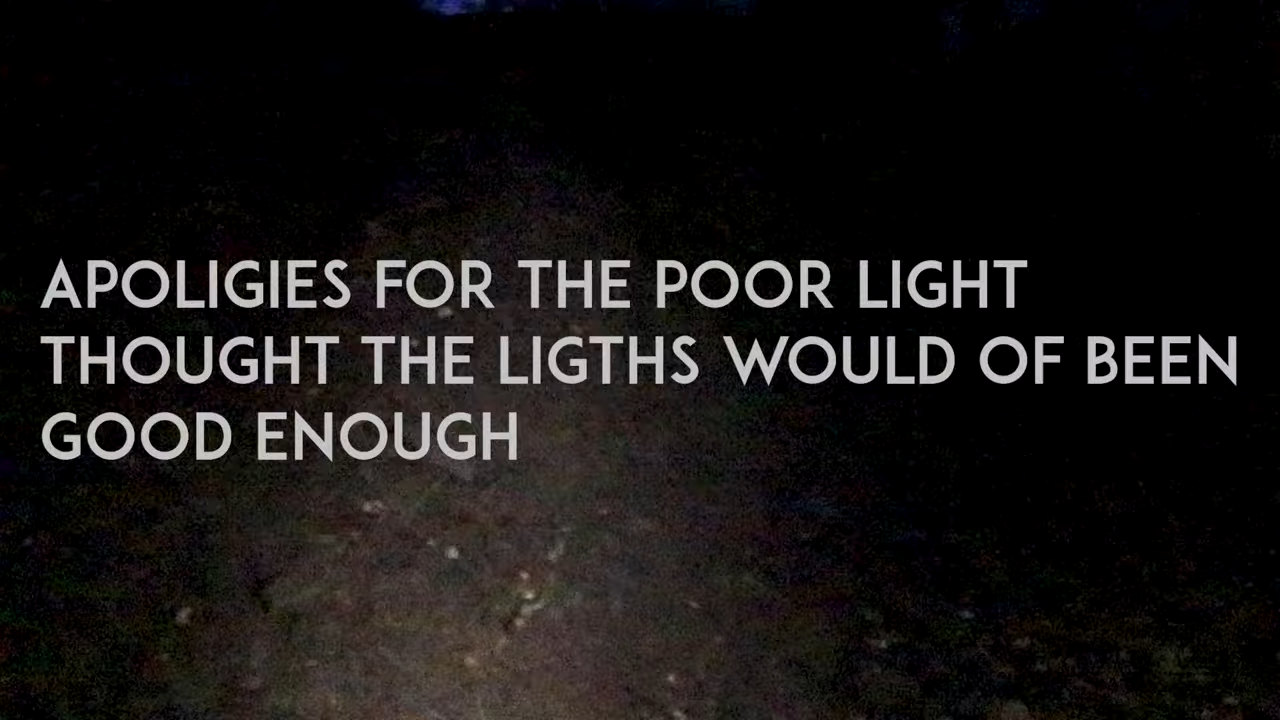 APOLIGIES FOR THE POOR LIGHT
THOUGHT THE LIGTHS WOULD OF BEEN
GOOD ENOUGH